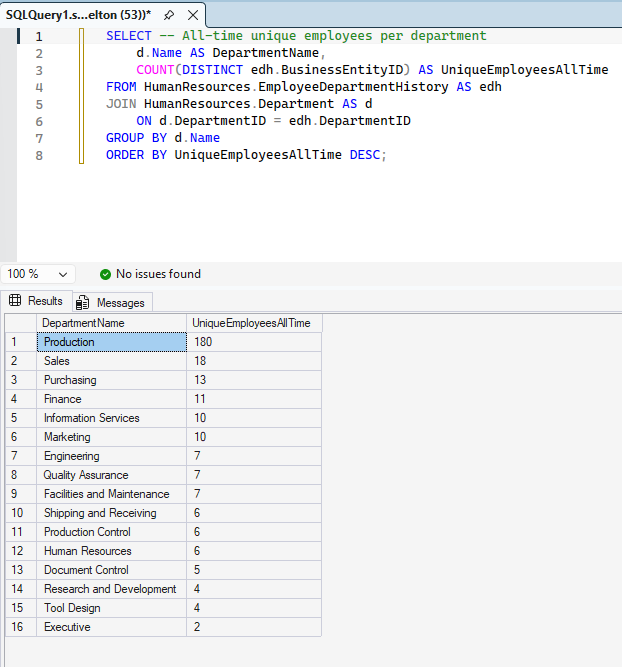 SQLQuery1.s...elton (53))*
1 SELECT -- All-time unique employees per department
2 d.Name AS DepartmentName,
3 COUNT(DISTINCT edh.BusinessEntityID) AS UniqueEmployeesAllTime
4 FROM HumanResources.EmployeeDepartmentHistory AS edh
5 JOIN HumanResources.Department AS d
6 ON d.DepartmentID = edh.DepartmentID
7 GROUP BY d.Name
8 ORDER BY UniqueEmployeesAllTime DESC;
100 % No issues found
Results Messages
DepartmentName UniqueEmployeesAllTime
1 Production 180
2 Sales 18
3 Purchasing 13
4 Finance 11
5 Information Services 10
6 Marketing 10
7 Engineering 7
8 Quality Assurance 7
9 Facilities and Maintenance 7
10 Shipping and Receiving 6
11 Production Control 6
12 Human Resources 6
13 Document Control 5
14 Research and Development 4
15 Tool Design 4
16 Executive 2